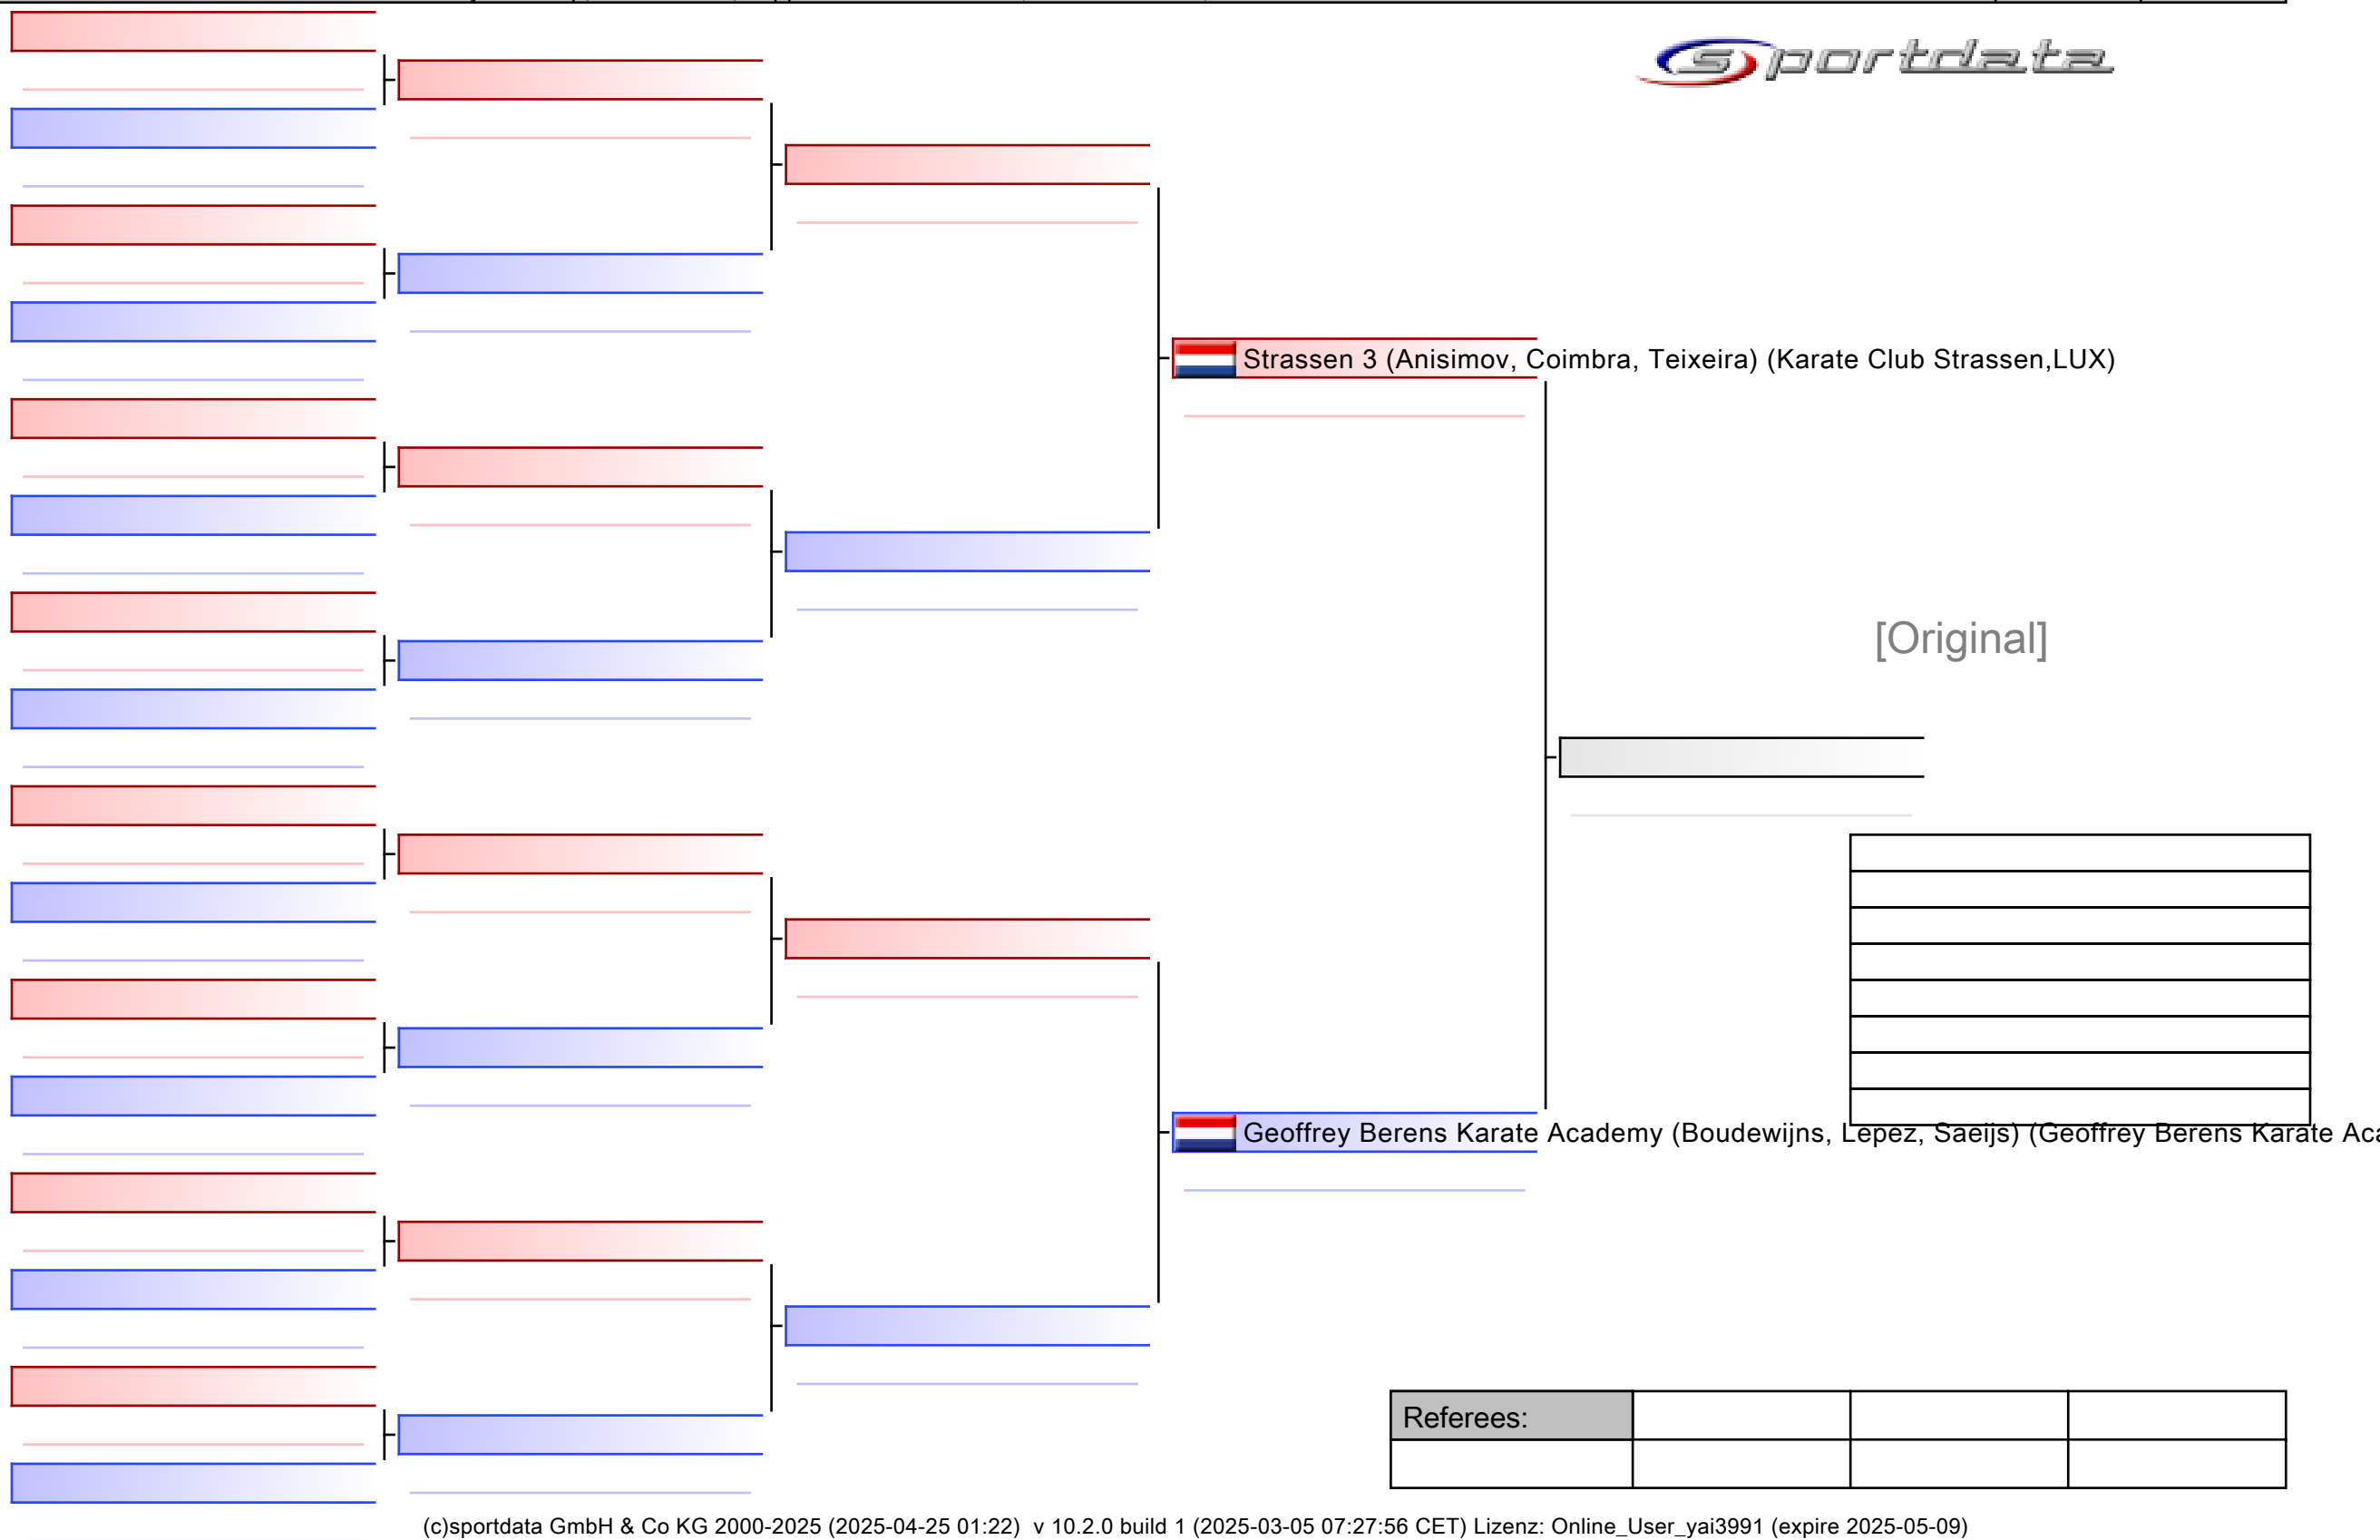 sportdata
Strassen 3 (Anisimov, Coimbra, Teixeira) (Karate Club Strassen,LUX)
[Original]
Geoffrey Berens Karate Academy (Boudewijns, Lepez, Saeijs) (Geoffrey Berens Karate Aca
Referees:
(c)sportdata GmbH & Co KG 2000-2025 (2025-04-25 01:22) v 10.2.0 build 1 (2025-03-05 07:27:56 CET) Lizenz: Online_User_yai3991 (expire 2025-05-09)